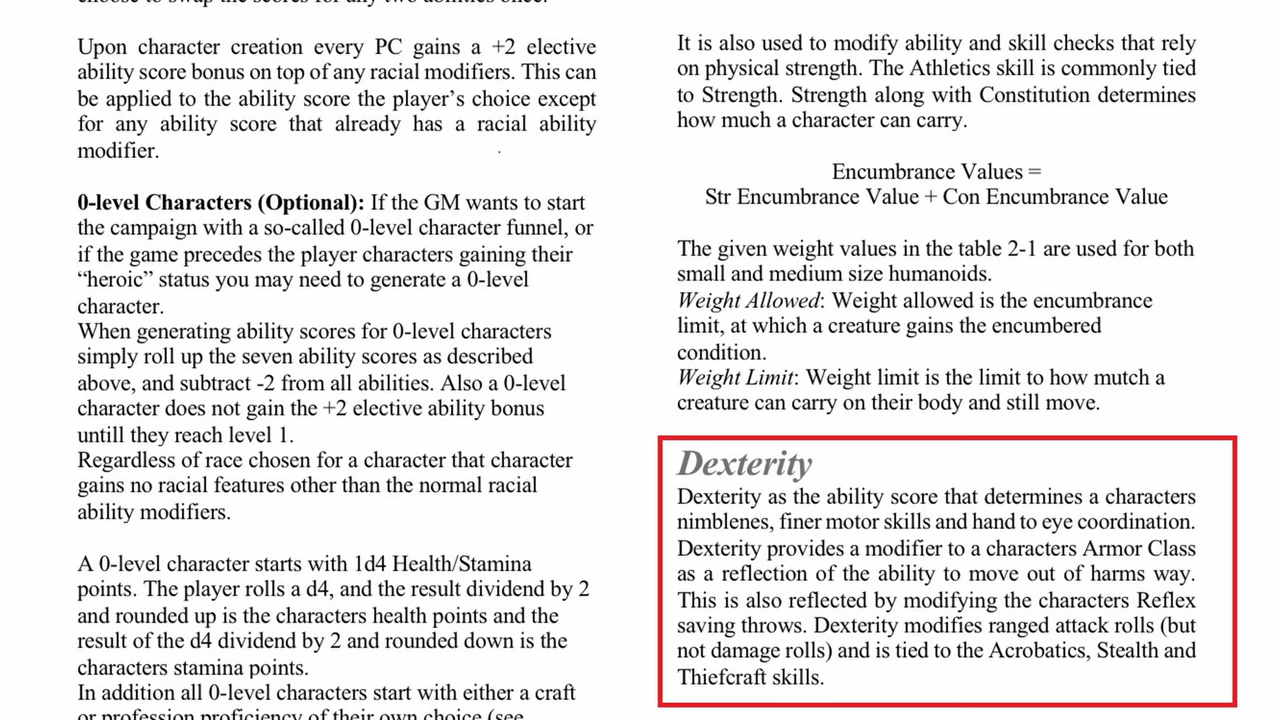 choose to swap the scores for any two abilities once.
Upon character creation every PC gains a +2 elective
ability score bonus on top of any racial modifiers. This can
be applied to the ability score the player’s choice except
for any ability score that already has a racial ability
modifier.
0-level Characters (Optional): If the GM wants to start
the campaign with a so-called 0-level character funnel, or
if the game precedes the player characters gaining their
“heroic” status you may need to generate a 0-level
character.
When generating ability scores for 0-level characters
simply roll up the seven ability scores as described
above, and subtract -2 from all abilities. Also a 0-level
character does not gain the +2 elective ability bonus
untill they reach level 1.
Regardless of race chosen for a character that character
gains no racial features other than the normal racial
ability modifiers.
A 0-level character starts with 1d4 Health/Stamina
points. The player rolls a d4, and the result dividend by 2
and rounded up is the characters health points and the
result of the d4 dividend by 2 and rounded down is the
characters stamina points.
In addition all 0-level characters start with either a craft
or profession proficiency of their own choice (see
It is also used to modify ability and skill checks that rely
on physical strength. The Athletics skill is commonly tied
to Strength. Strength along with Constitution determines
how much a character can carry.
Encumbrance Values =
Str Encumbrance Value + Con Encumbrance Value
The given weight values in the table 2-1 are used for both
small and medium size humanoids.
Weight Allowed: Weight allowed is the encumbrance
limit, at which a creature gains the encumbered
condition.
Weight Limit: Weight limit is the limit to how mutch a
creature can carry on their body and still move.
Dexterity
Dexterity as the ability score that determines a characters
nimblenes, finer motor skills and hand to eye coordination.
Dexterity provides a modifier to a characters Armor Class
as a reflection of the ability to move out of harms way.
This is also reflected by modifying the characters Reflex
saving throws. Dexterity modifies ranged attack rolls (but
not damage rolls) and is tied to the Acrobatics, Stealth and
Thiefcraft skills.